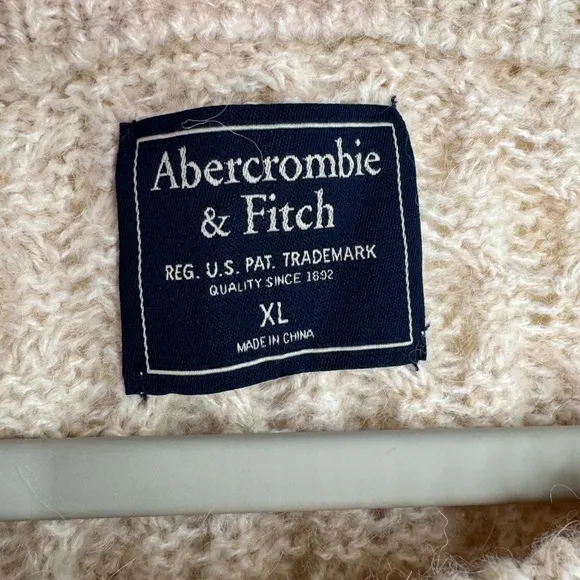 Abercrombie
& Fitch
REG. U.S. PAT. TRADEMARK
QUALITY SINCE 1892
XL
MADE IN CHINA